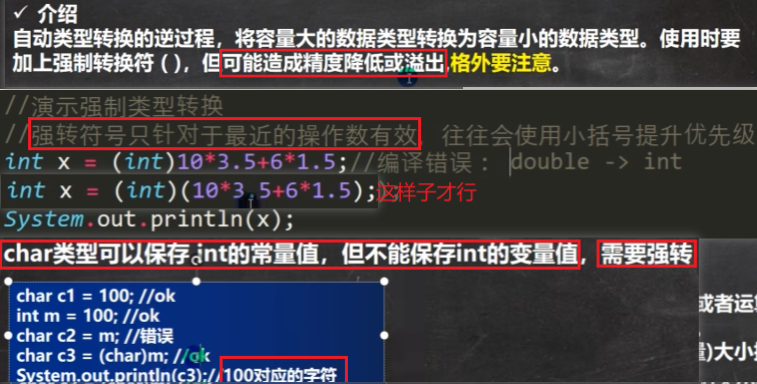 ✓ 介绍
自动类型转换的逆过程，将容量大的数据类型转换为容量小的数据类型。使用时要
加上强制转换符 ( )，但可能造成精度降低或溢出,格外要注意。
//演示强制类型转换
//强转符号只针对于最近的操作数有效，往往会使用小括号提升优先级
int x = (int)10*3.5+6*1.5;//编译错误： double -> int
int x = (int)(10*3.5+6*1.5);这样子才行
System.out.println(x);
char类型可以保存 int的常量值，但不能保存int的变量值，需要强转
char c1 = 100; //ok
int m = 100; //ok
char c2 = m; //错误
char c3 = (char)m; //ok
System.out.println(c3);//100对应的字符
或者运
)大小